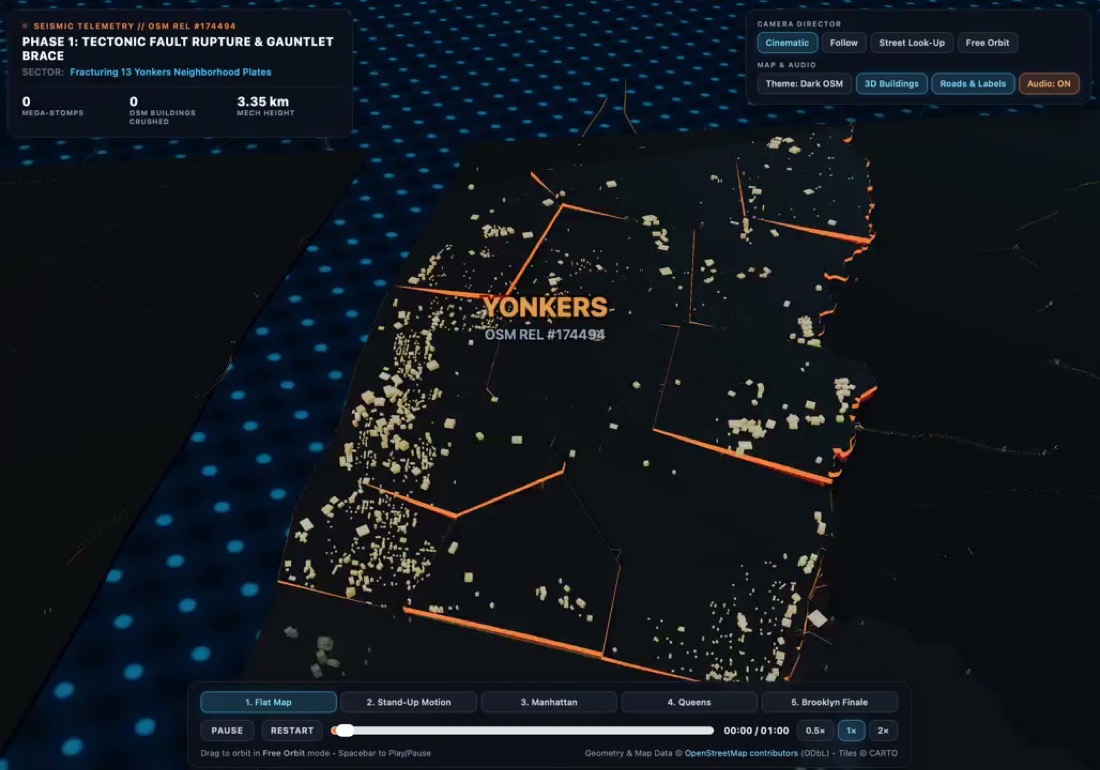 SEISMIC TELEMETRY // OSM REL #174494
PHASE 1: TECTONIC FAULT RUPTURE & GAUNTLET
BRACE
SECTOR: Fracturing 13 Yonkers Neighborhood Plates
0
MEGA-STOMPS
0
OSM BUILDINGS
CRUSHED
3.35 km
MECH HEIGHT
CAMERA DIRECTOR
Cinematic
Follow
Street Look-Up
Free Orbit
MAP & AUDIO
Theme: Dark OSM
3D Buildings
Roads & Labels
Audio: ON
YONKERS
OSM REL #174494
1. Flat Map
2. Stand-Up Motion
3. Manhattan
4. Queens
5. Brooklyn Finale
PAUSE
RESTART
00:00 / 01:00
0.5x
1x
2x
Drag to orbit in Free Orbit mode • Spacebar to Play/Pause
Geometry & Map Data © OpenStreetMap contributors (ODbL) • Tiles © CARTO